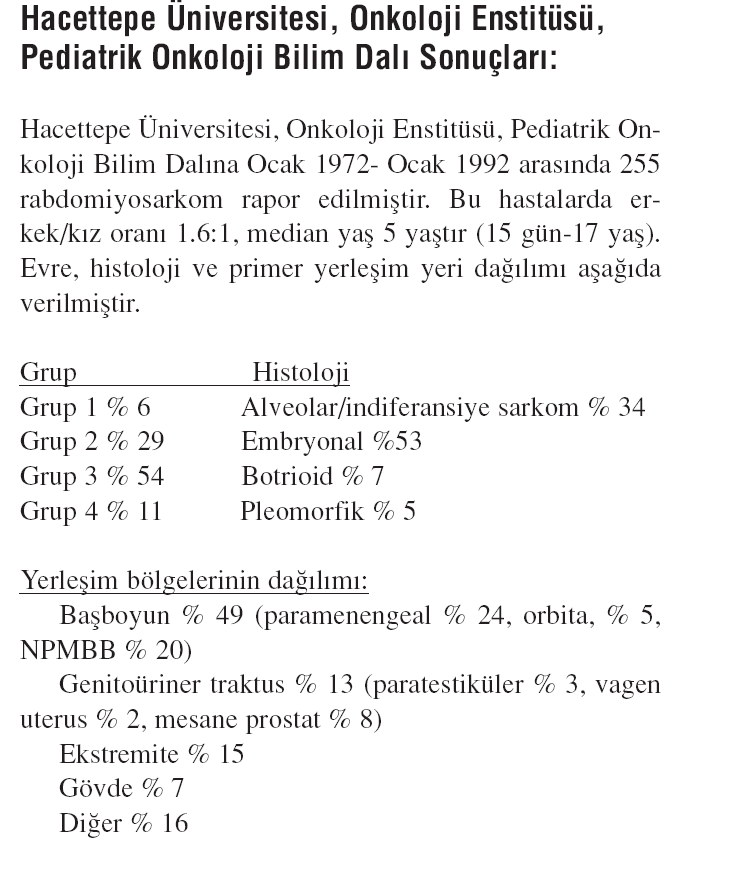 Hacettepe Üniversitesi, Onkoloji Enstitüsü,
Pediatrik Onkoloji Bilim Dalı Sonuçları:
Hacettepe Üniversitesi, Onkoloji Enstitüsü, Pediatrik On-
koloji Bilim Dalına Ocak 1972- Ocak 1992 arasında 255
rabdomiyosarkom rapor edilmiştir. Bu hastalarda er-
kek/kız oranı 1.6:1, median yaş 5 yaştır (15 gün-17 yaş).
Evre, histoloji ve primer yerleşim yeri dağılımı aşağıda
verilmiştir.
Grup Histoloji
Grup 1 % 6 Alveolar/indiferansiye sarkom % 34
Grup 2 % 29 Embryonal %53
Grup 3 % 54 Botrioid % 7
Grup 4 % 11 Pleomorfik % 5
Yerleşim bölgelerinin dağılımı:
Başboyun % 49 (paramenengeal % 24, orbita, % 5,
NPMBB % 20)
Genitoüriner traktus % 13 (paratestiküler % 3, vagen
uterus % 2, mesane prostat % 8)
Ekstremite % 15
Gövde % 7
Diğer % 16